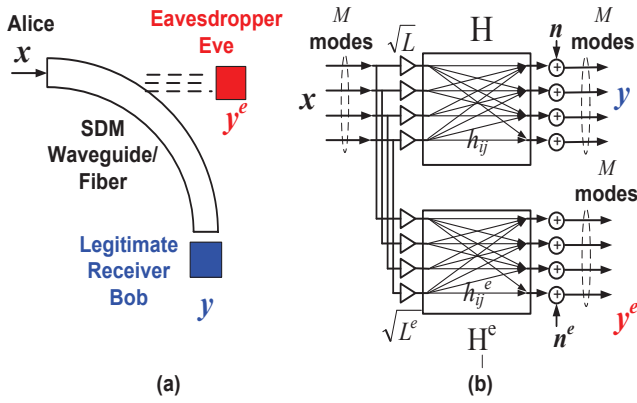 Alice
x
Eavesdropper
Eve
y^e
SDM
Waveguide/
Fiber
Legitimate
Receiver
Bob
y
(a)
M
modes
√L
H
n
M
modes
x
h_ij
y
M
modes
h_ij^e
√L^e
H^e
n^e
y^e
(b)